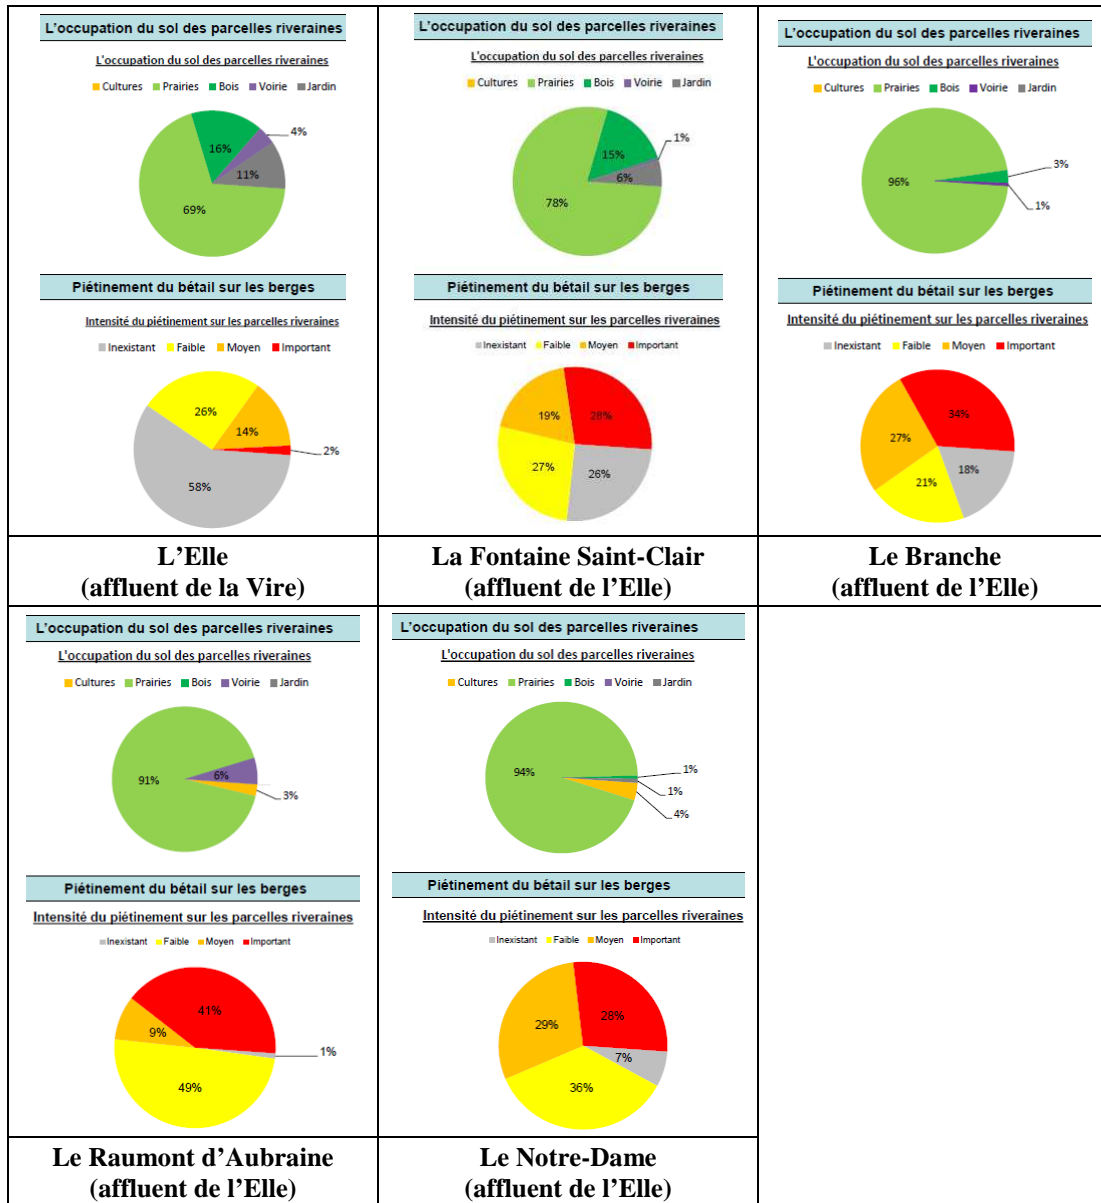 L'occupation du sol des parcelles riveraines
L'occupation du sol des parcelles riveraines
Cultures Prairies Bois Voirie Jardin
16%
4%
11%
69%
Piétinement du bétail sur les berges
Intensité du piétinement sur les parcelles riveraines
Inexistant Faible Moyen Important
26%
14%
2%
58%
L'Elle
(affluent de la Vire)
L'occupation du sol des parcelles riveraines
L'occupation du sol des parcelles riveraines
Cultures Prairies Bois Voirie Jardin
1%
15%
6%
78%
Piétinement du bétail sur les berges
Intensité du piétinement sur les parcelles riveraines
Inexistant Faible Moyen Important
19%
28%
27%
26%
La Fontaine Saint-Clair
(affluent de l'Elle)
L'occupation du sol des parcelles riveraines
L'occupation du sol des parcelles riveraines
Cultures Prairies Bois Voirie Jardin
3%
96%
1%
Piétinement du bétail sur les berges
Intensité du piétinement sur les parcelles riveraines
Inexistant Faible Moyen Important
34%
27%
18%
21%
Le Branche
(affluent de l'Elle)
L'occupation du sol des parcelles riveraines
L'occupation du sol des parcelles riveraines
Cultures Prairies Bois Voirie Jardin
91%
6%
3%
Piétinement du bétail sur les berges
Intensité du piétinement sur les parcelles riveraines
Inexistant Faible Moyen Important
41%
9%
1%
49%
Le Raumont d'Aubraine
(affluent de l'Elle)
L'occupation du sol des parcelles riveraines
L'occupation du sol des parcelles riveraines
Cultures Prairies Bois Voirie Jardin
94%
1%
1%
4%
Piétinement du bétail sur les berges
Intensité du piétinement sur les parcelles riveraines
Inexistant Faible Moyen Important
29%
28%
7%
36%
Le Notre-Dame
(affluent de l'Elle)